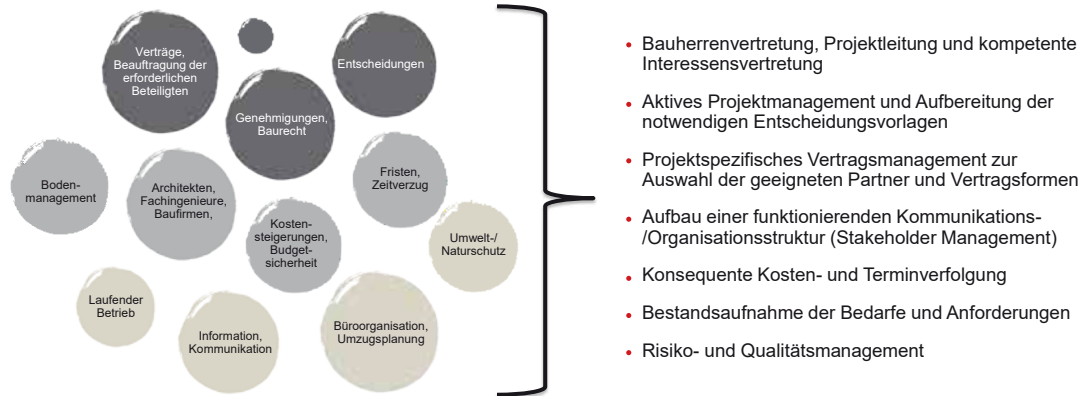 Verträge,
Beauftragung der
erforderlichen
Beteiligten
Entscheidungen
Genehmigungen,
Baurecht
Boden-
management
Architekten,
Fachingenieure,
Baufirmen,
Fristen,
Zeitverzug
Kosten-
steigerungen,
Budget-
sicherheit
Umwelt-/
Naturschutz
Laufender
Betrieb
Information,
Kommunikation
Büroorganisation,
Umzugsplanung
• Bauherrenvertretung, Projektleitung und kompetente
Interessensvertretung
• Aktives Projektmanagement und Aufbereitung der
notwendigen Entscheidungsvorlagen
• Projektspezifisches Vertragsmanagement zur
Auswahl der geeigneten Partner und Vertragsformen
• Aufbau einer funktionierenden Kommunikations-
/Organisationsstruktur (Stakeholder Management)
• Konsequente Kosten- und Terminverfolgung
• Bestandsaufnahme der Bedarfe und Anforderungen
• Risiko- und Qualitätsmanagement